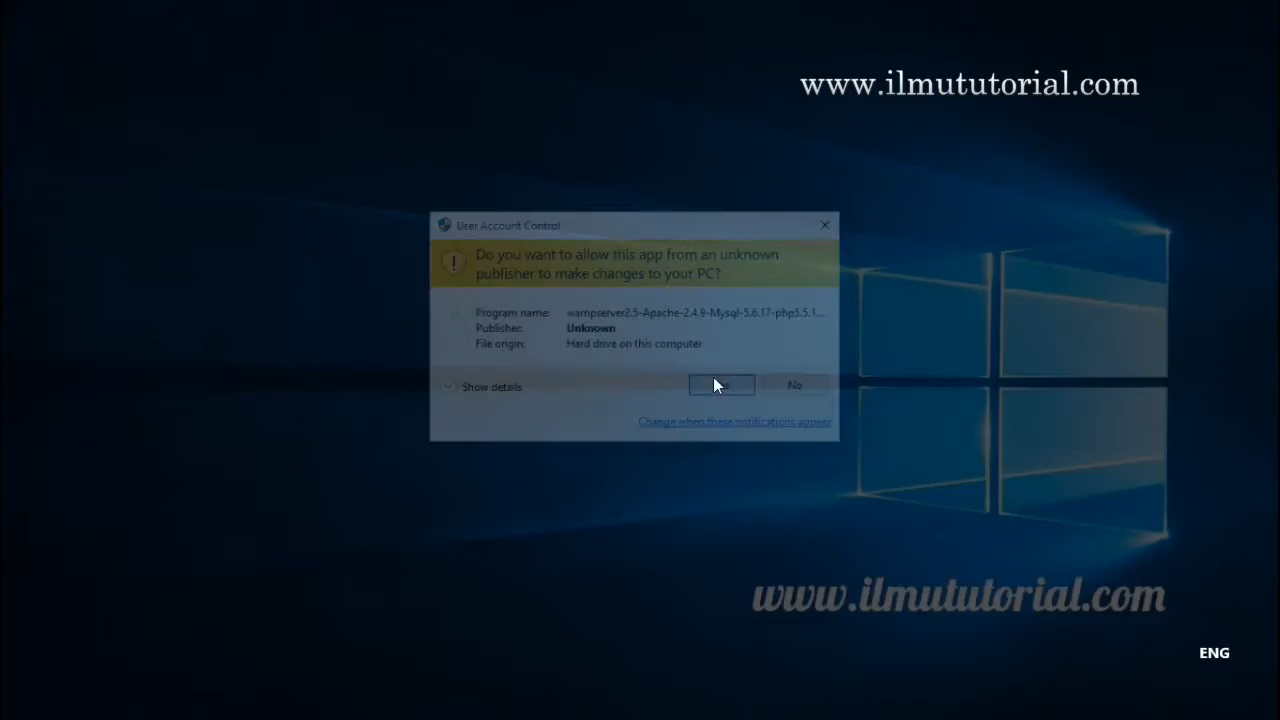 www.ilmututorial.com
User Account Control
Do you want to allow this app from an unknown
publisher to make changes to your PC?
Program name: wampserver2.5-Apache-2.4.9-Mysql-5.6.17-php5.5.1...
Publisher: Unknown
File origin: Hard drive on this computer
Show details
No
Change when these notifications appear
www.ilmututorial.com
ENG